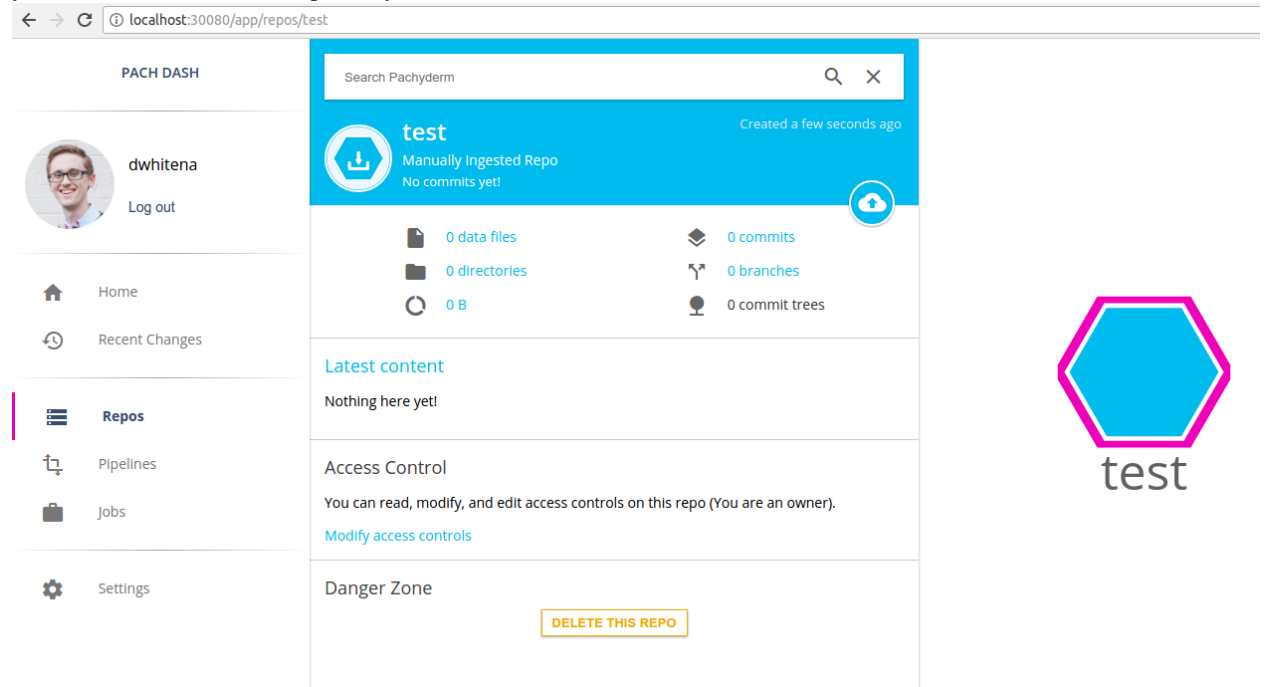 localhost:30080/app/repos/test
PACH DASH
dwhitena
Log out
Home
Recent Changes
Repos
Pipelines
Jobs
Settings
Search Pachyderm
Created a few seconds ago
test
Manually Ingested Repo
No commits yet!
0 data files
0 commits
0 directories
0 branches
0 B
0 commit trees
Latest content
Nothing here yet!
Access Control
You can read, modify, and edit access controls on this repo (You are an owner).
Modify access controls
Danger Zone
DELETE THIS REPO
test